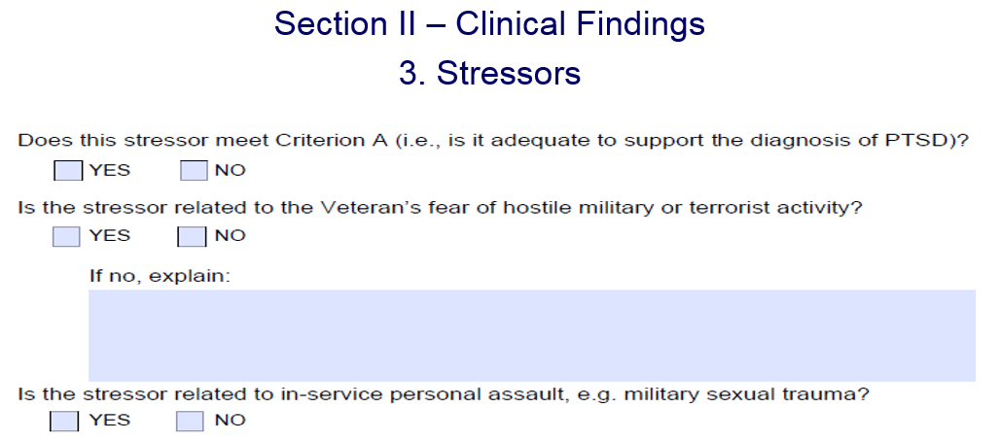 Section II – Clinical Findings
3. Stressors
Does this stressor meet Criterion A (i.e., is it adequate to support the diagnosis of PTSD)?
YES NO
Is the stressor related to the Veteran’s fear of hostile military or terrorist activity?
YES NO
If no, explain:
Is the stressor related to in-service personal assault, e.g. military sexual trauma?
YES NO